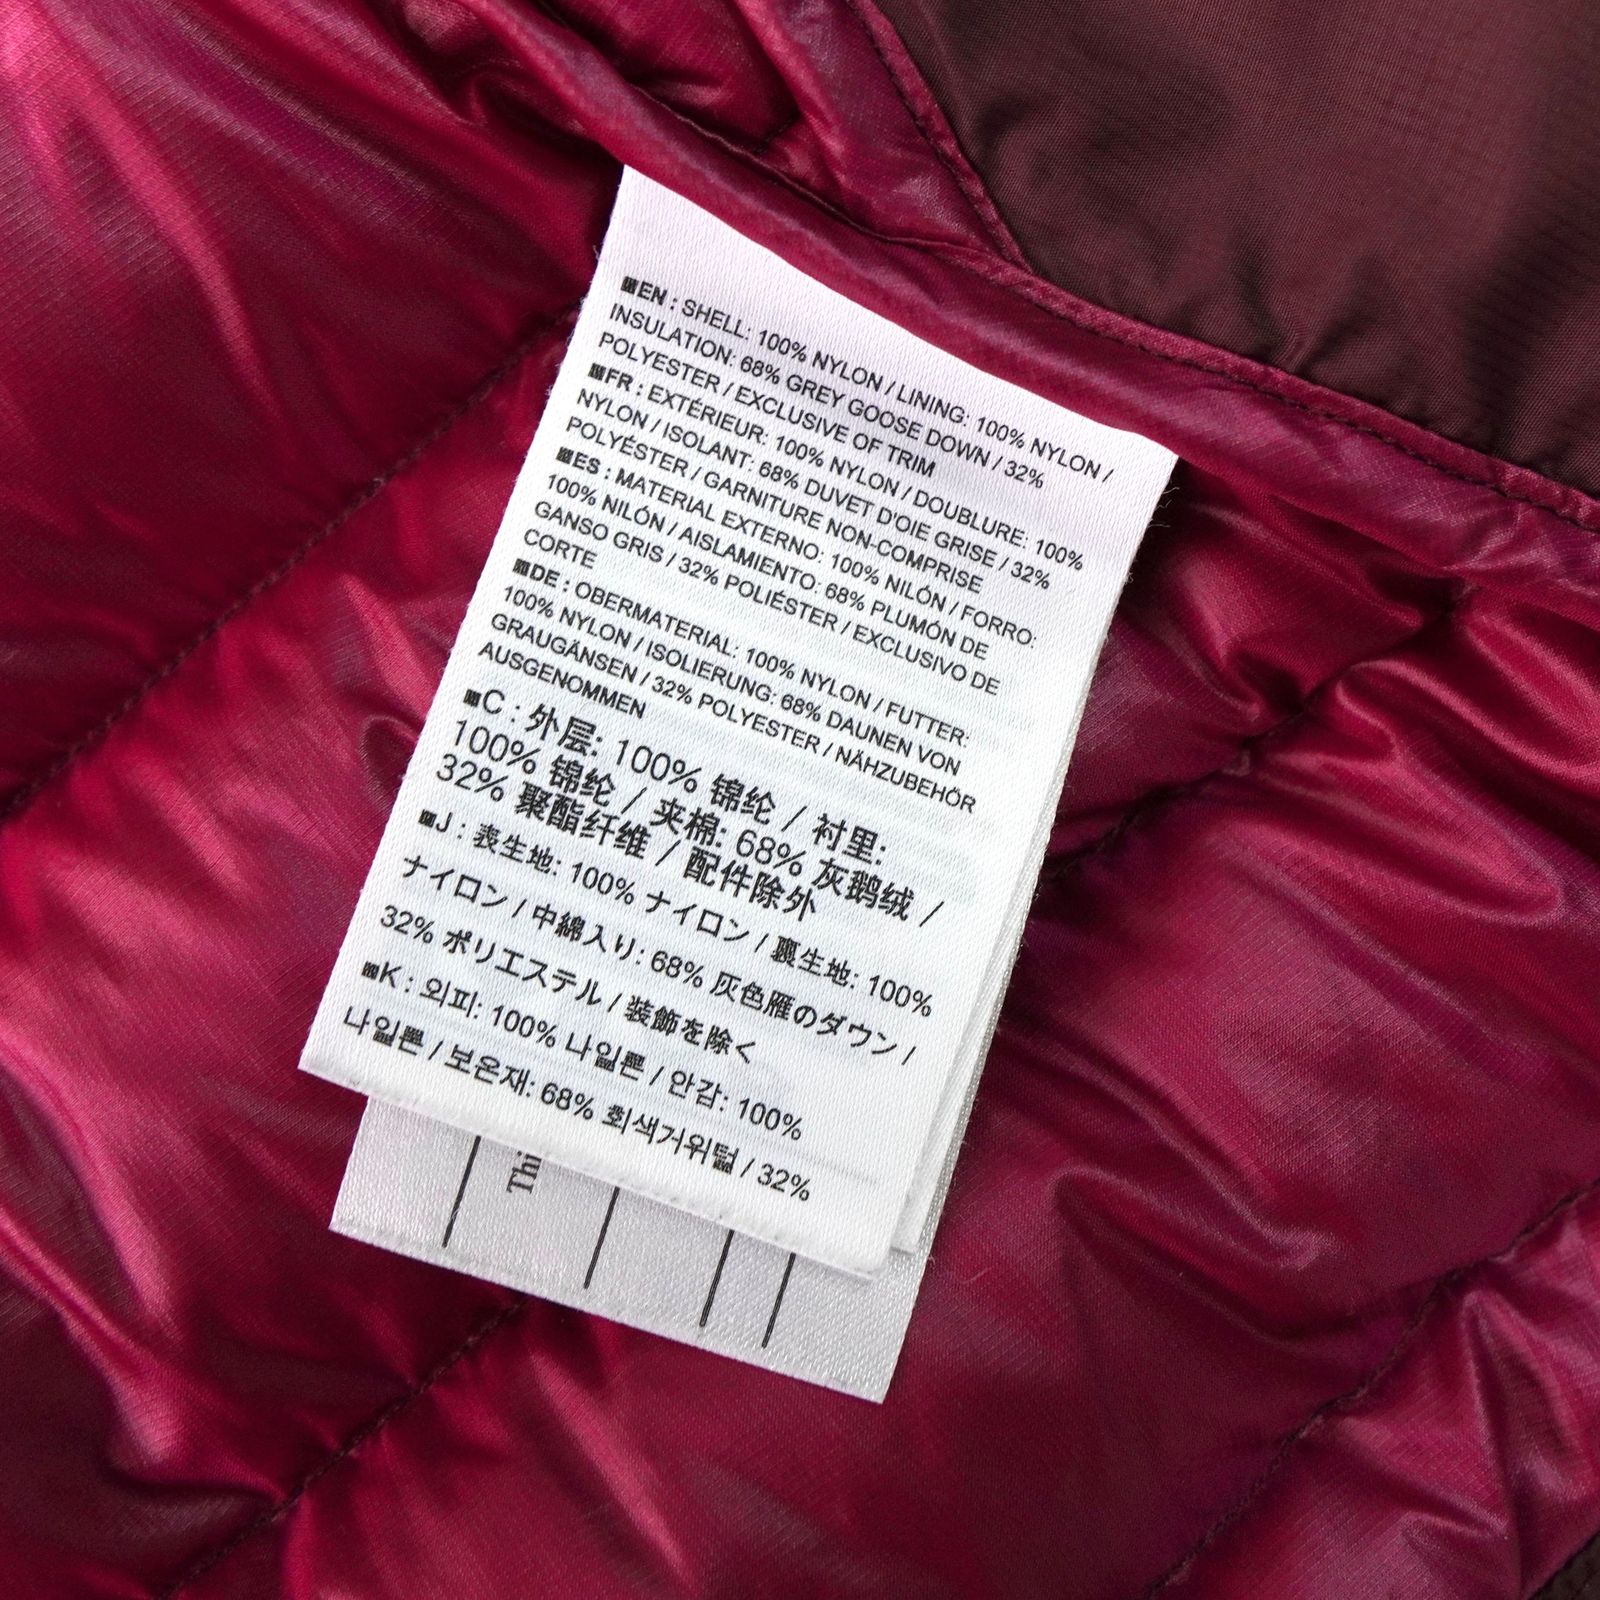 EN : SHELL: 100% NYLON / LINING: 100% NYLON /
INSULATION: 68% GREY GOOSE DOWN / 32%
POLYESTER / EXCLUSIVE OF TRIM
FR : EXTÉRIEUR: 100% NYLON / DOUBLURE: 100%
NYLON / ISOLANT: 68% DUVET D'OIE GRISE / 32%
POLYÉSTER / GARNITURE NON-COMPRISE
ES : MATERIAL EXTERNO: 100% NILÓN / FORRO:
100% NILÓN / AISLAMIENTO: 68% PLUMÓN DE
GANSO GRIS / 32% POLIÉSTER / EXCLUSIVO DE
CORTE
DE : OBERMATERIAL: 100% NYLON / FUTTER:
100% NYLON / ISOLIERUNG: 68% DAUNEN VON
GRAUGÄNSEN / 32% POLYESTER / NÄHZUBEHÖR
AUSGENOMMEN
C : 外层: 100% 锦纶 / 衬里:
100% 锦纶 / 夹棉: 68% 灰鹅绒 /
32% 聚酯纤维 / 配件除外
J : 表生地: 100% ナイロン / 裏生地: 100%
ナイロン / 中綿入り: 68% 灰色雁のダウン /
32% ポリエステル / 装飾を除く
K : 외피: 100% 나일론 / 안감: 100%
나일론 / 보온재: 68% 회색거위털 / 32%
Thi